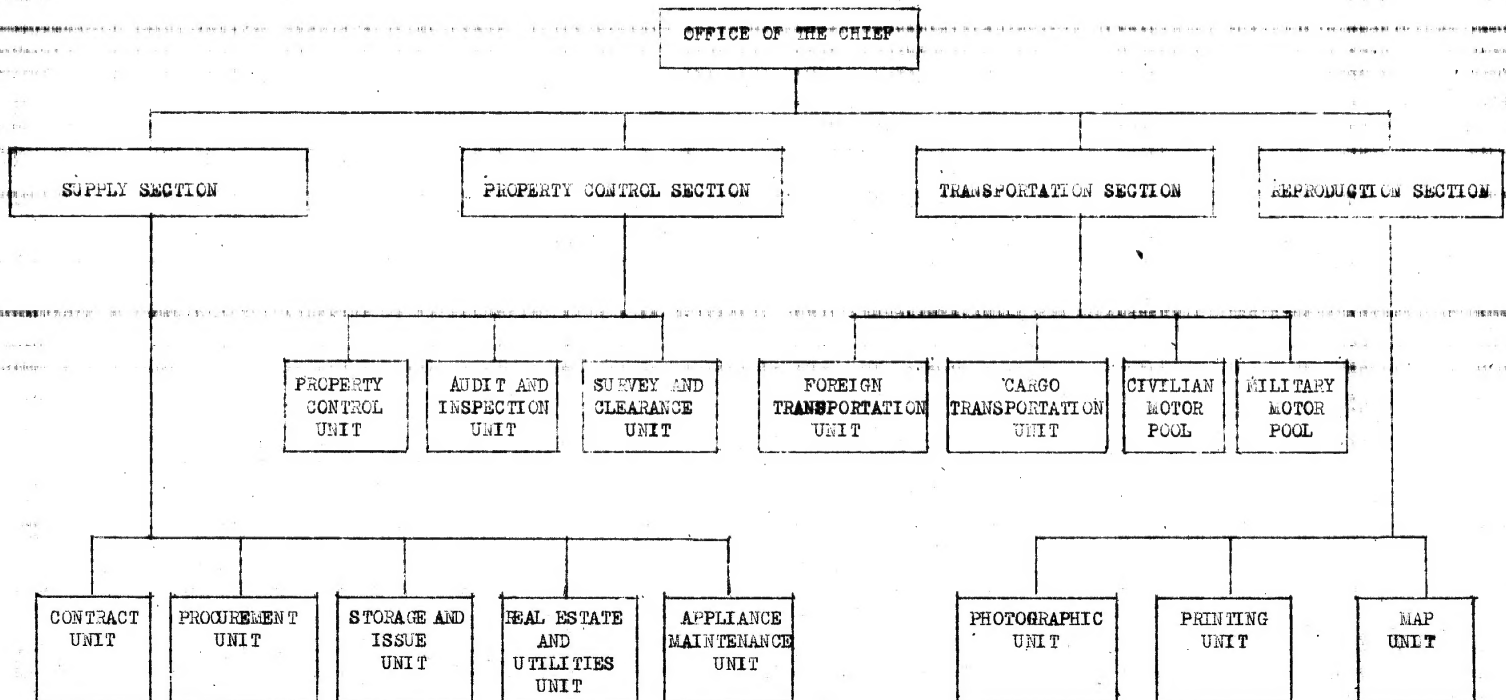 OFFICE OF THE CHIEF
SUPPLY SECTION
PROPERTY CONTROL SECTION
TRANSPORTATION SECTION
REPRODUCTION SECTION
PROPERTY
CONTROL
UNIT
AUDIT AND
INSPECTION
UNIT
SURVEY AND
CLEARANCE
UNIT
FOREIGN
TRANSPORTATION
UNIT
CARGO
TRANSPORTATION
UNIT
CIVILIAN
MOTOR
POOL
MILITARY
MOTOR
POOL
CONTRACT
UNIT
PROCUREMENT
UNIT
STORAGE AND
ISSUE
UNIT
REAL ESTATE
AND
UTILITIES
UNIT
APPLIANCE
MAINTENANCE
UNIT
PHOTOGRAPHIC
UNIT
PRINTING
UNIT
MAP
UNIT